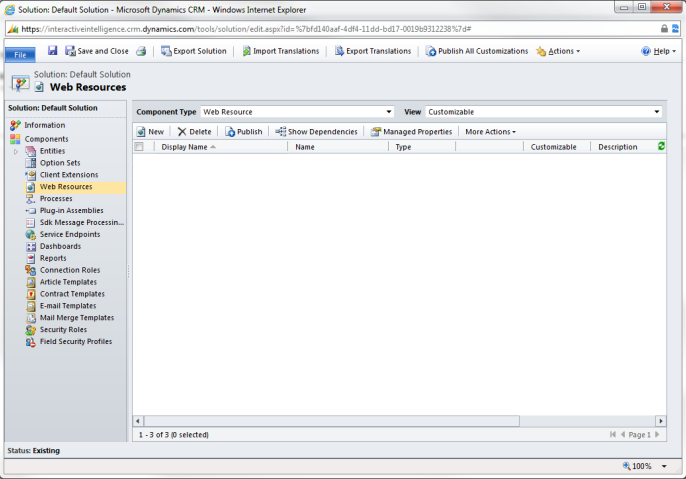 Solution: Default Solution - Microsoft Dynamics CRM - Windows Internet Explorer
https://interactiveintelligence.crm.dynamics.com/tools/solution/edit.aspx?id=%7bfd140aaf-4df4-11dd-bd17-0019b9312238%7d#
File Save and Close Export Solution Import Translations Export Translations Publish All Customizations Actions Help
Solution: Default Solution
Web Resources
Solution: Default Solution
Component Type Web Resource View Customizable
Information
New Delete Publish Show Dependencies Managed Properties More Actions
Components
Display Name Name Type Customizable Description
Entities
Option Sets
Client Extensions
Web Resources
Processes
Plug-in Assemblies
Sdk Message Processin...
Service Endpoints
Dashboards
Reports
Connection Roles
Article Templates
Contract Templates
E-mail Templates
Mail Merge Templates
Security Roles
Field Security Profiles
1 - 3 of 3 (0 selected) Page 1
Status: Existing
100%